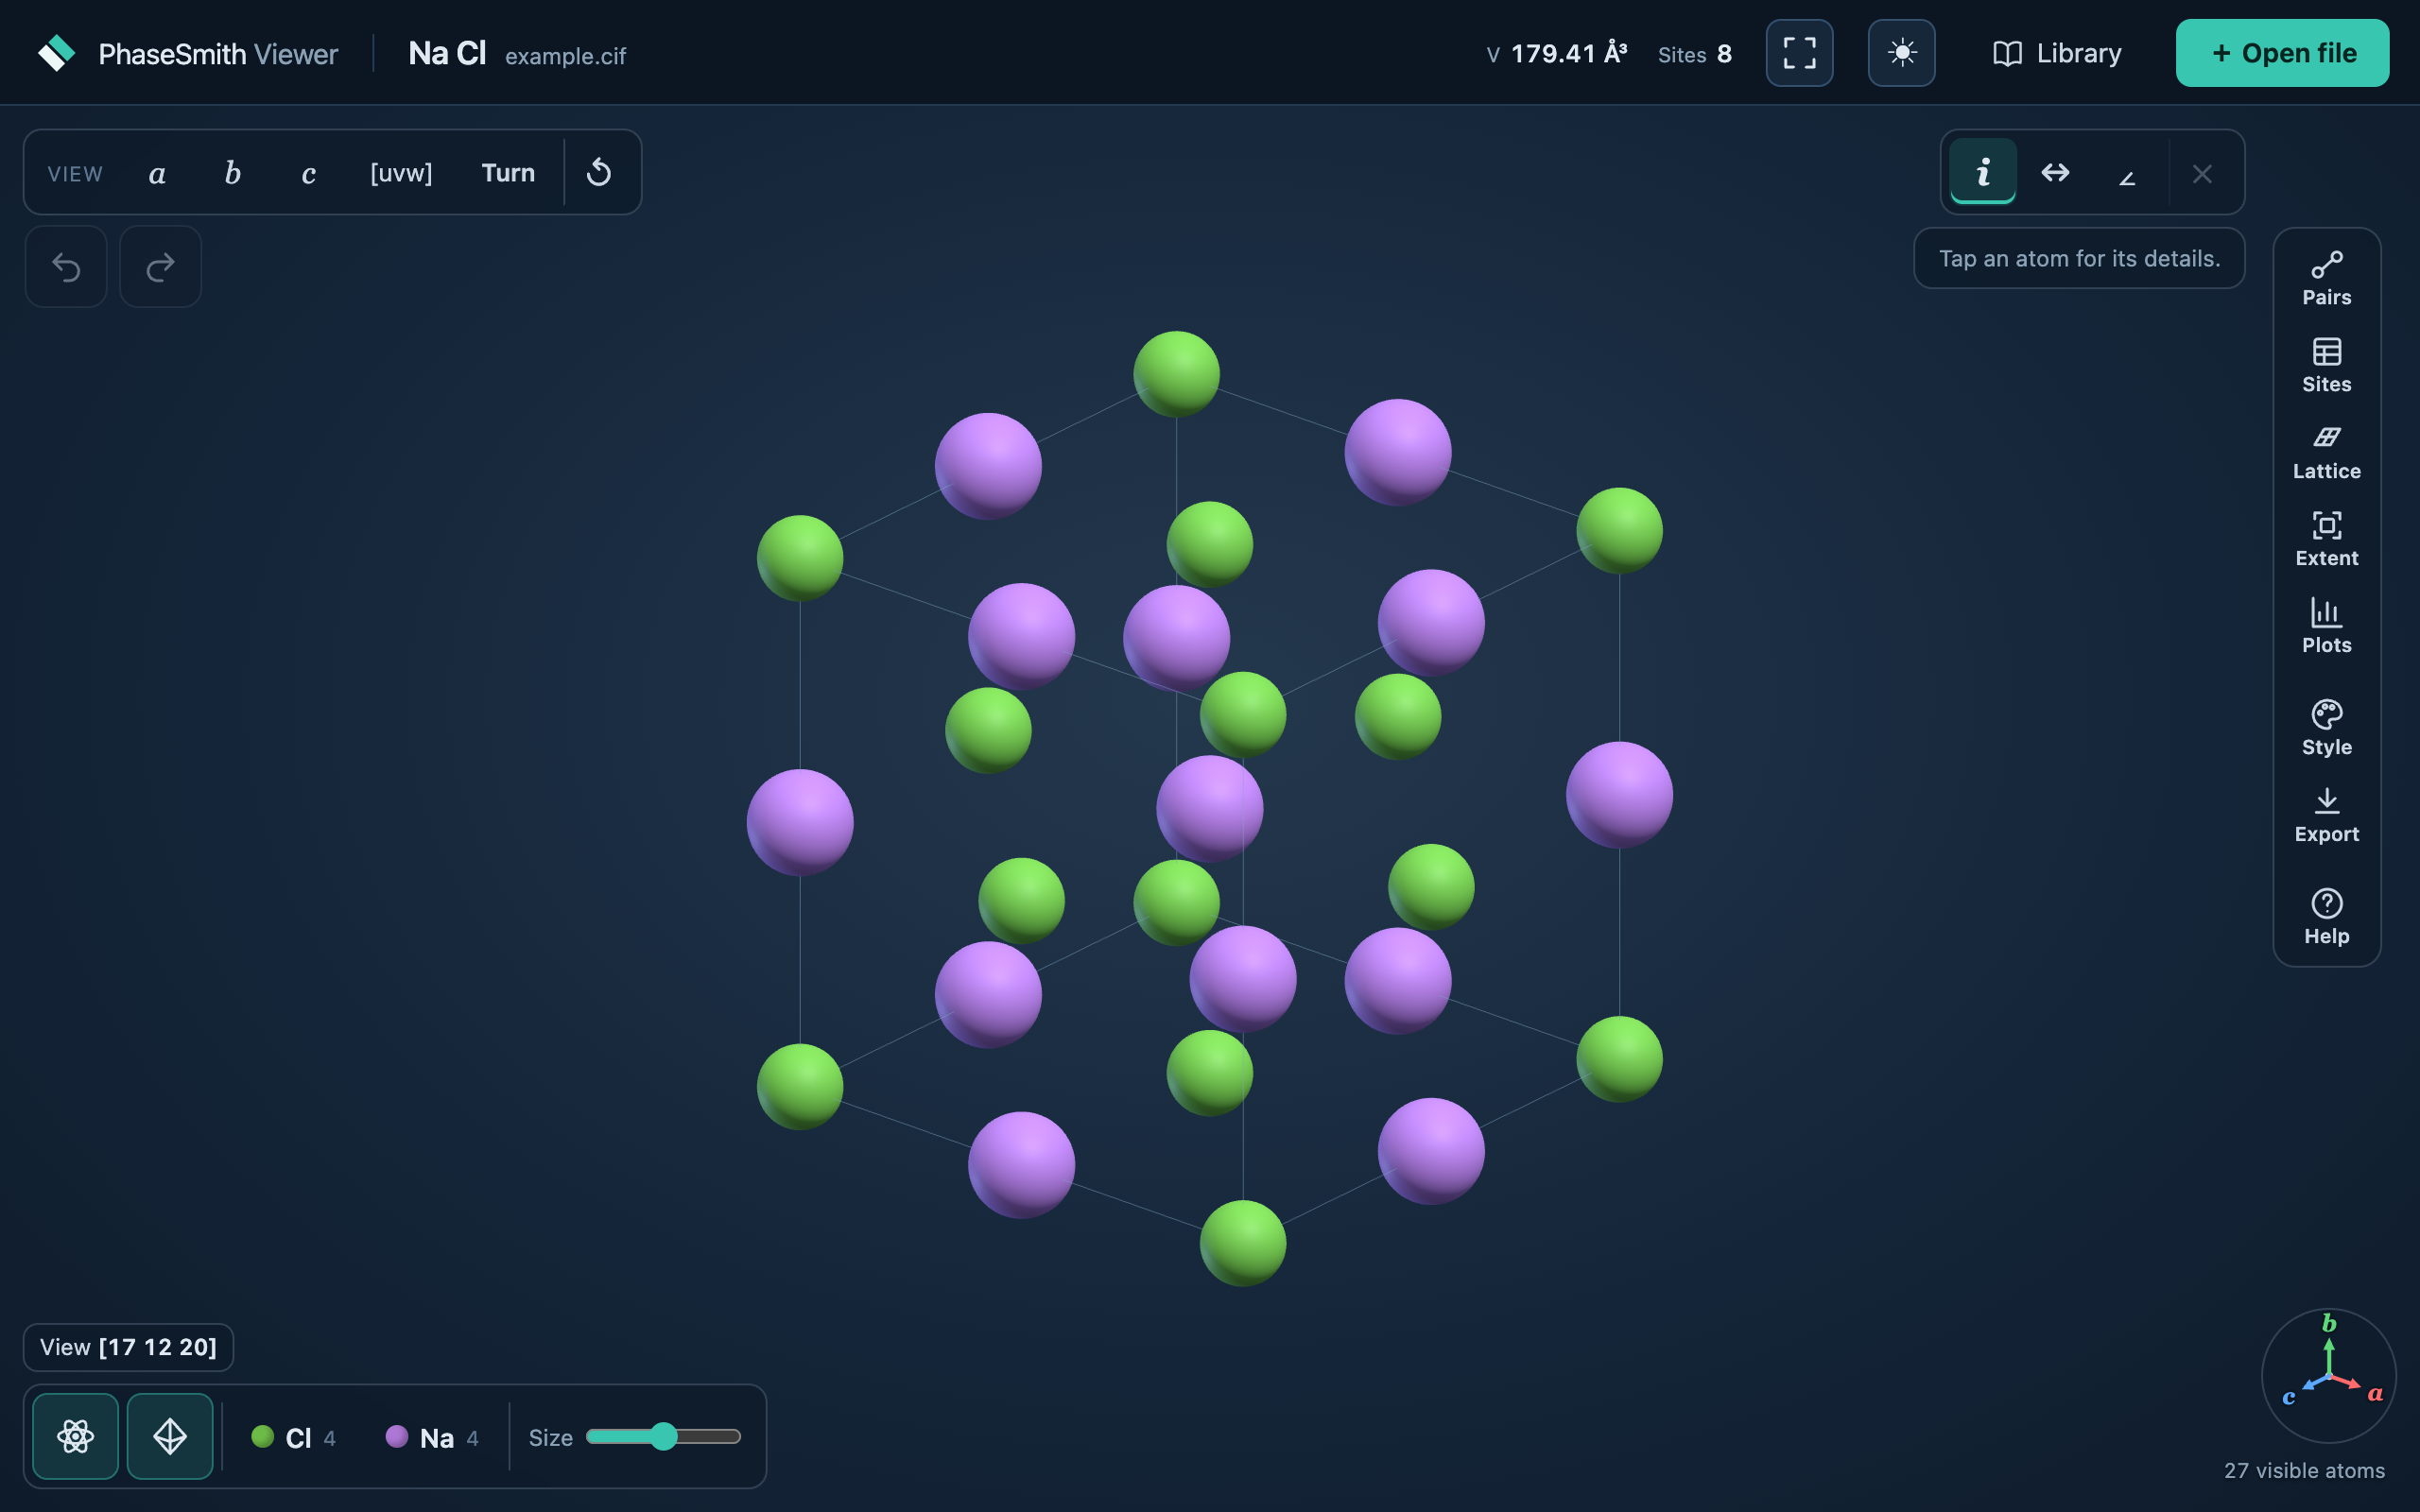 PhaseSmith Viewer
Na Cl example.cif
V 179.41 Å³ Sites 8
Library
+ Open file
VIEW a b c [uvw] Turn
i
Tap an atom for its details.
Pairs
Sites
Lattice
Extent
Plots
Style
Export
Help
View [17 12 20]
Cl 4 Na 4 Size
b
c
a
27 visible atoms